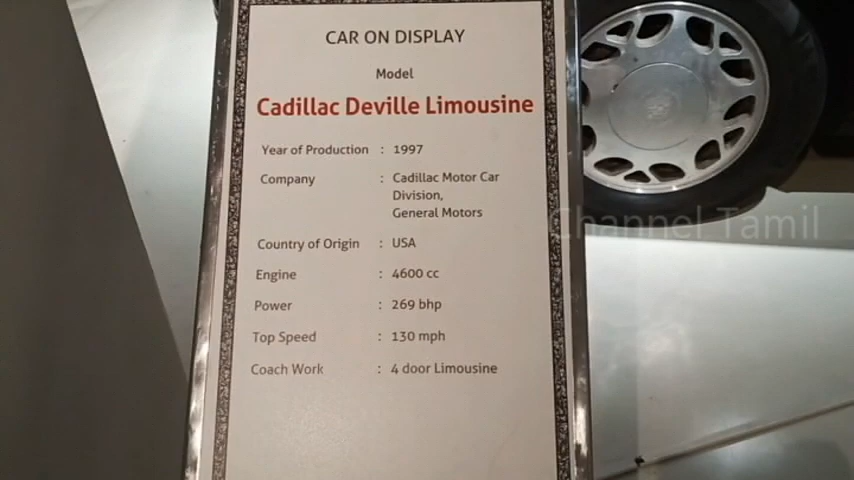 CAR ON DISPLAY
Model
Cadillac Deville Limousine
Year of Production : 1997
Company : Cadillac Motor Car
Division,
General Motors
Country of Origin : USA
Engine : 4600 cc
Power : 269 bhp
Top Speed : 130 mph
Coach Work : 4 door Limousine
Channel Tamil